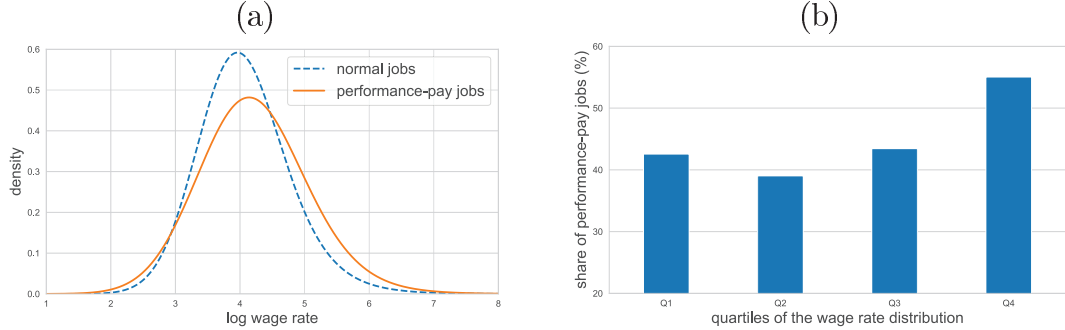 (a)
0.6
0.5
0.4
0.3
0.2
0.1
0.0
density
normal jobs
performance-pay jobs
1 2 3 4 5 6 7 8
log wage rate
(b)
60
50
40
30
20
share of performance-pay jobs (%)
Q1 Q2 Q3 Q4
quartiles of the wage rate distribution